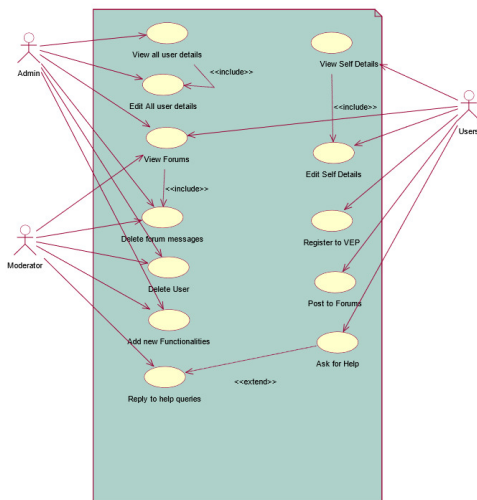 View all user details
View Self Details
Admin
<<include>>
Edit All user details
<<include>>
Users
View Forums
Edit Self Details
<<include>>
Delete forum messages
Register to VEP
Moderator
Delete User
Post to Forums
Add new Functionalities
Ask for Help
<<extend>>
Reply to help queries